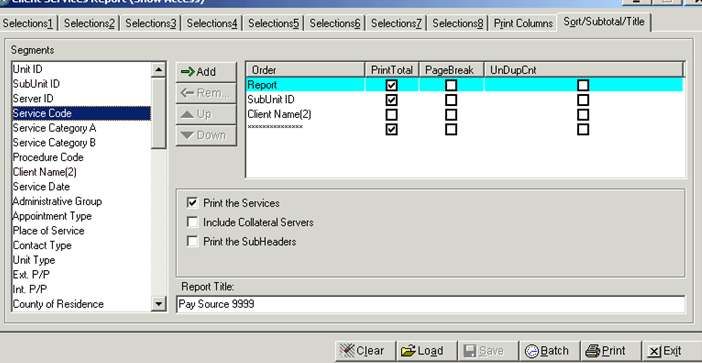 Client Services Report (Show Access)
Selections1 Selections2 Selections3 Selections4 Selections5 Selections6 Selections7 Selections8 Print Columns Sort/Subtotal/Title
Segments
Unit ID
SubUnit ID
Server ID
Service Code
Service Category A
Service Category B
Procedure Code
Client Name(2)
Service Date
Administrative Group
Appointment Type
Place of Service
Contact Type
Unit Type
Ext. P/P
Int. P/P
County of Residence
Add
Rem...
Up
Down
Order PrintTotal PageBreak UnDupCnt
Report
SubUnit ID
Client Name(2)
***************
Print the Services
Include Collateral Servers
Print the SubHeaders
Report Title:
Pay Source 9999
Clear Load Save Batch Print Exit